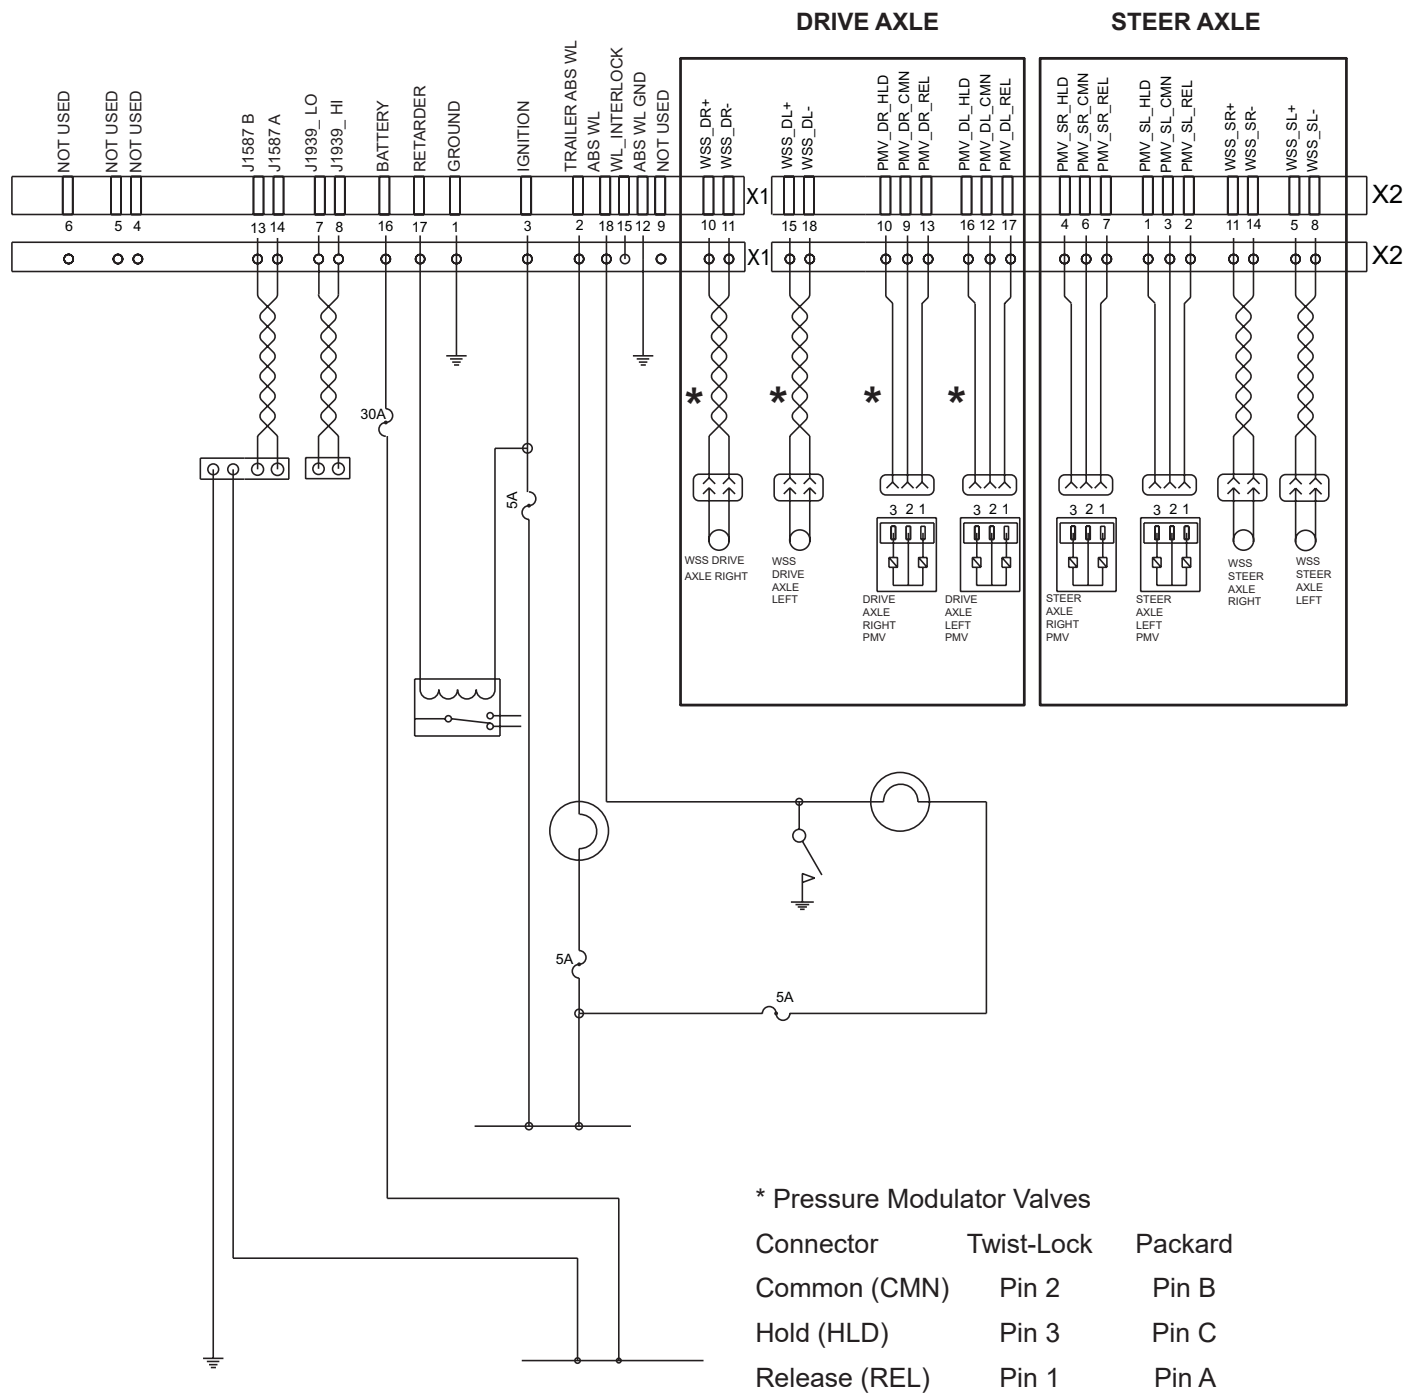 DRIVE AXLE
STEER AXLE
NOT USED
NOT USED
NOT USED
J1587 B
J1587 A
J1939_ LO
J1939_ HI
BATTERY
RETARDER
GROUND
IGNITION
TRAILER ABS WL
ABS WL
WL_INTERLOCK
ABS WL GND
NOT USED
WSS_DR+
WSS_DR-
WSS_DL+
WSS_DL-
PMV_DR_HLD
PMV_DR_CMN
PMV_DR_REL
PMV_DL_HLD
PMV_DL_CMN
PMV_DL_REL
PMV_SR_HLD
PMV_SR_CMN
PMV_SR_REL
PMV_SL_HLD
PMV_SL_CMN
PMV_SL_REL
WSS_SR+
WSS_SR-
WSS_SL+
WSS_SL-
X1
X2
6 5 4 13 14 7 8 16 17 1 3 2 18 15 12 9 10 11 15 18 10 9 13 16 12 17 4 6 7 1 3 2 11 14 5 8
X1
X2
* * * *
30A
5A
3 2 1
3 2 1
3 2 1
3 2 1
WSS DRIVE
AXLE RIGHT
WSS
DRIVE
AXLE
LEFT
DRIVE
AXLE
RIGHT
PMV
DRIVE
AXLE
LEFT
PMV
STEER
AXLE
RIGHT
PMV
STEER
AXLE
LEFT
PMV
WSS
STEER
AXLE
RIGHT
WSS
STEER
AXLE
LEFT
5A
5A
* Pressure Modulator Valves
Connector Twist-Lock Packard
Common (CMN) Pin 2 Pin B
Hold (HLD) Pin 3 Pin C
Release (REL) Pin 1 Pin A